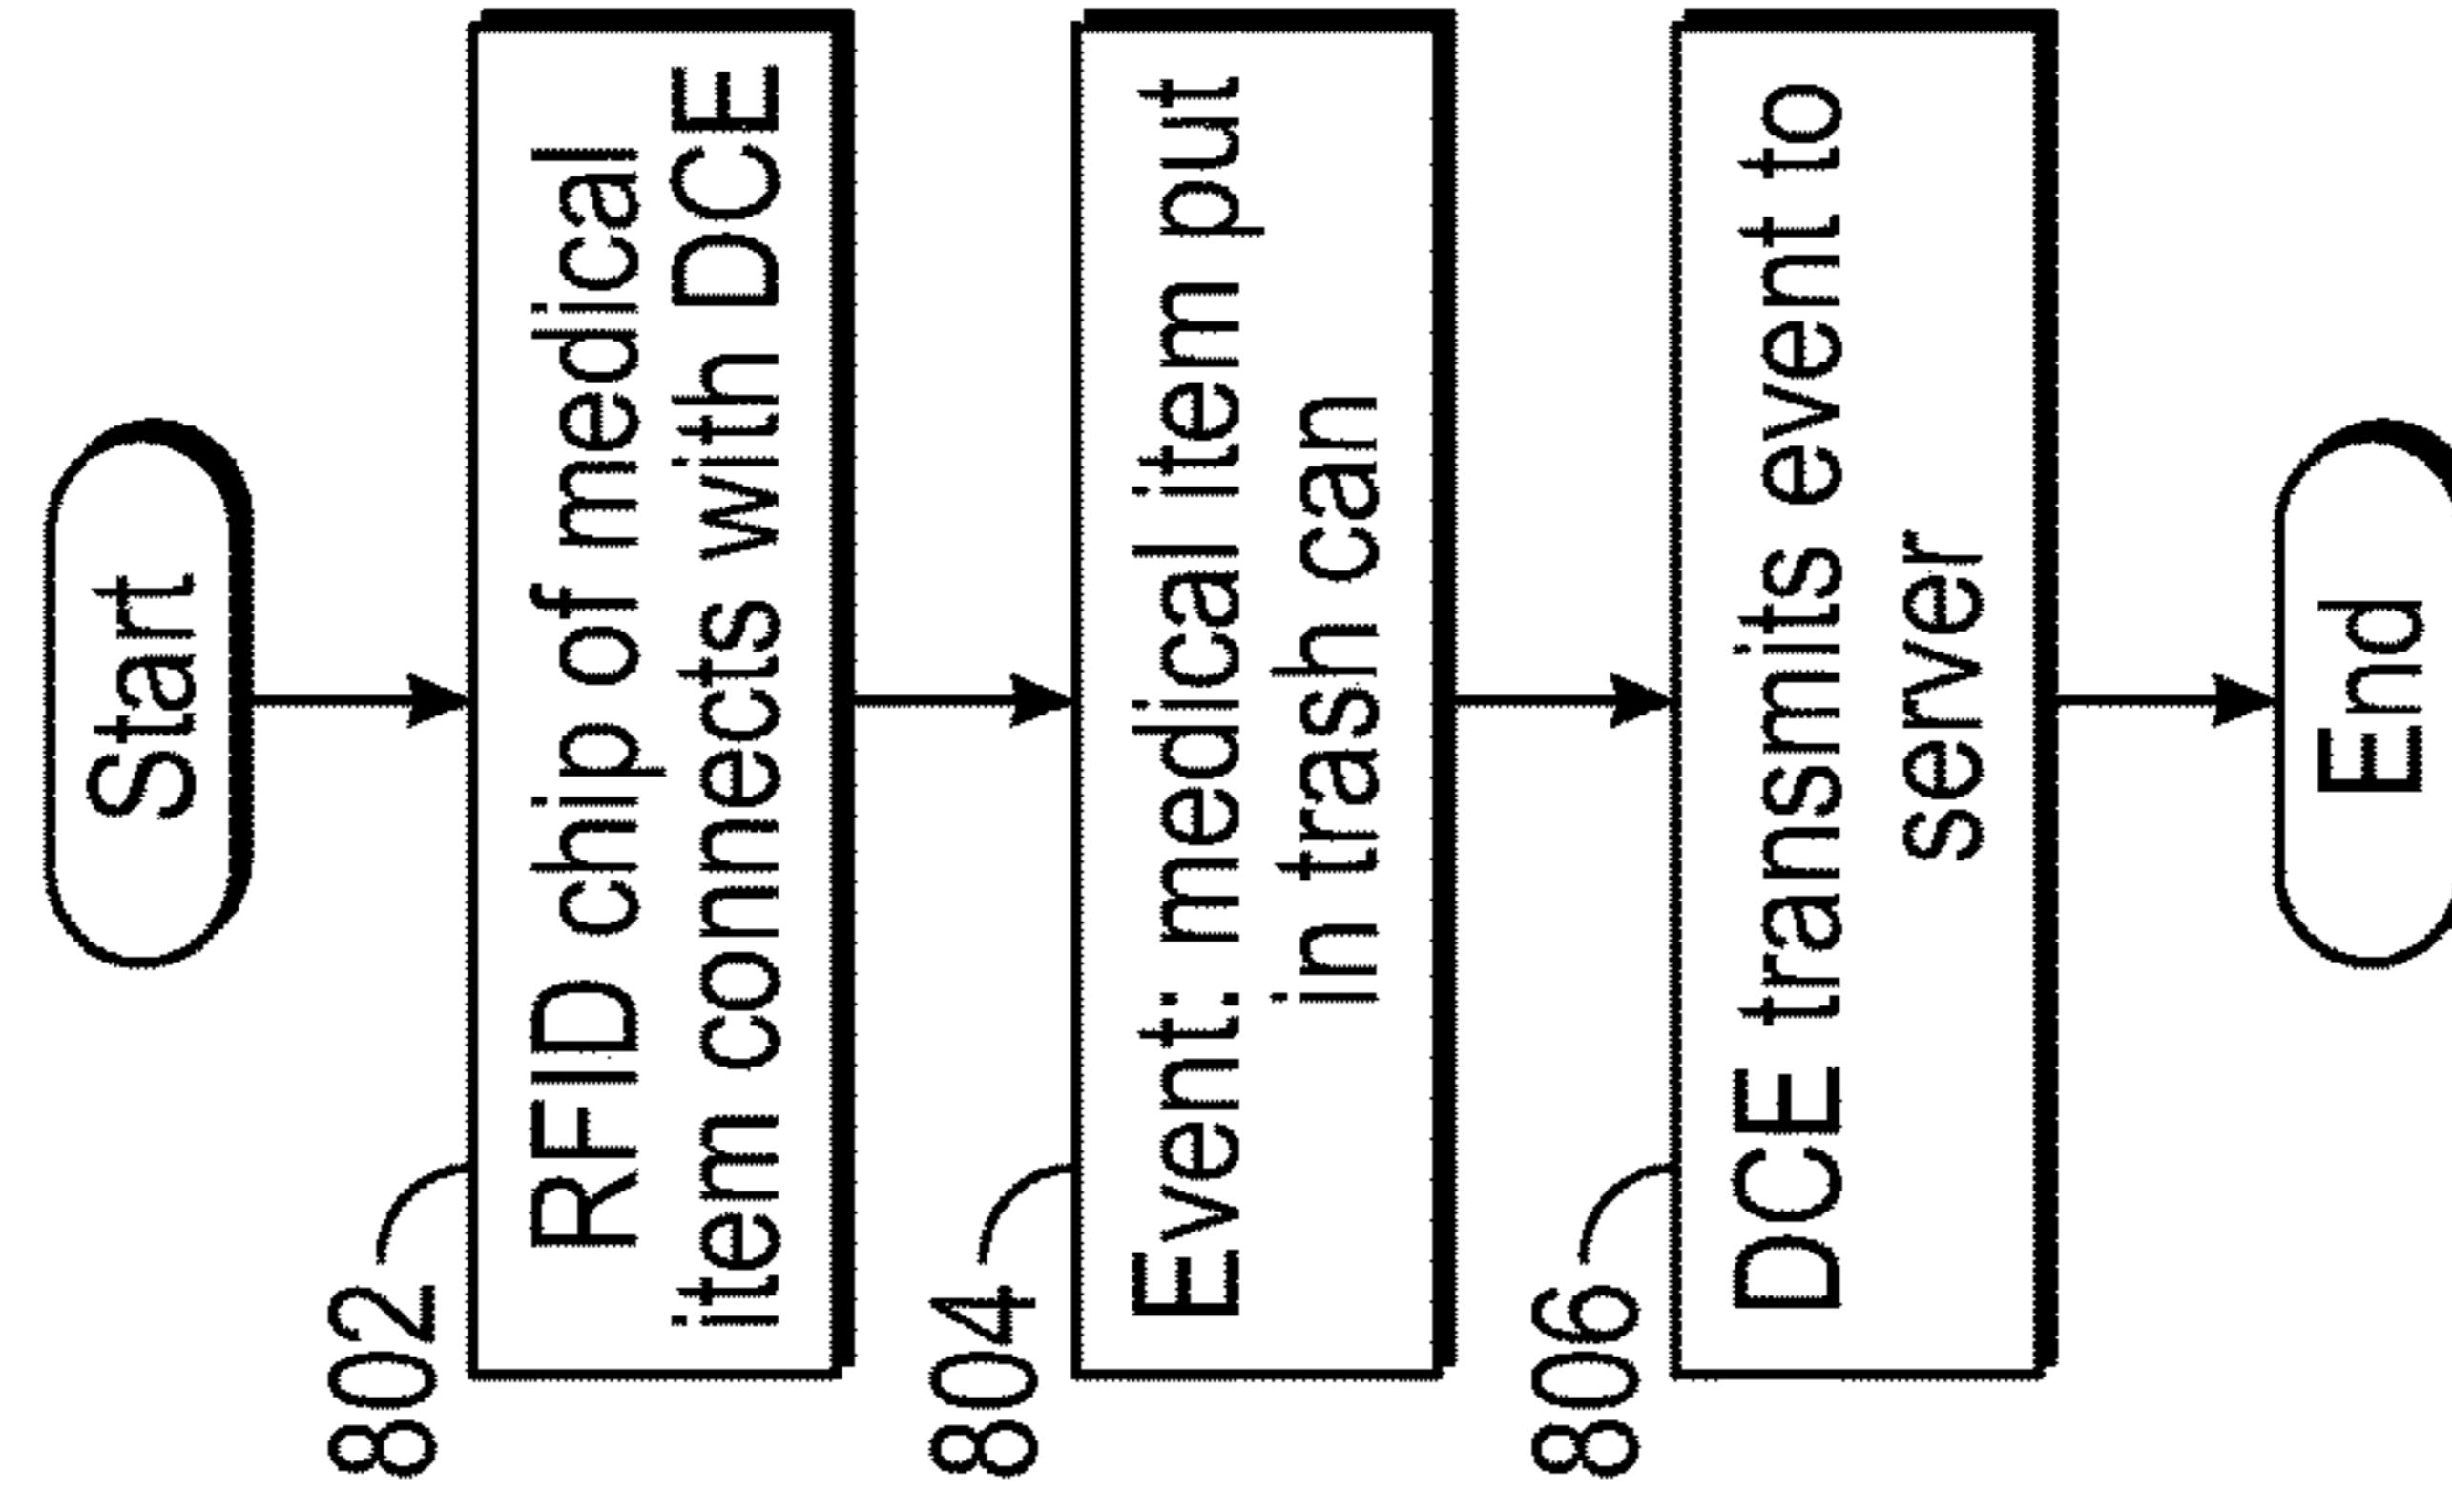 Start
802
RFID chip of medical
item connects with DCE
804
Event: medical item put
in trash can
806
DCE transmits event to
server
End